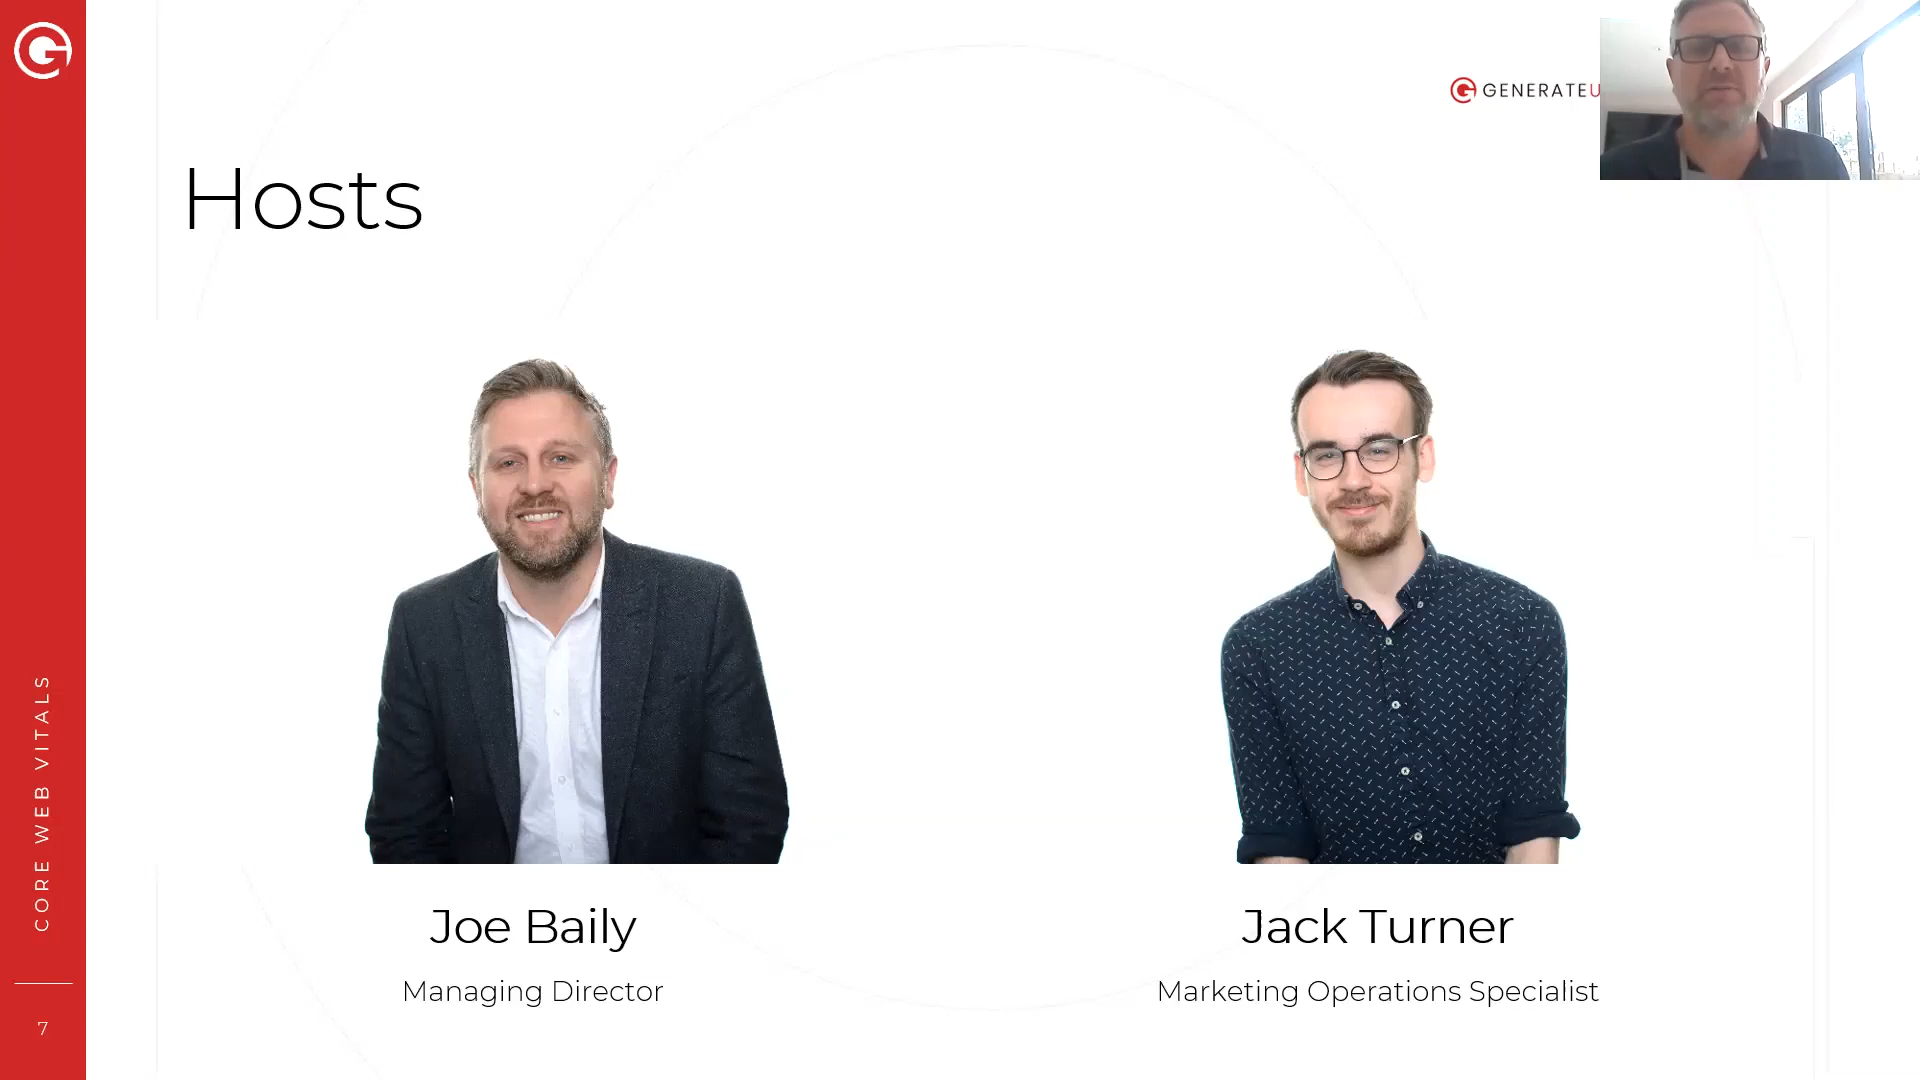 GENERATEU
Hosts
Joe Baily
Managing Director
Jack Turner
Marketing Operations Specialist
CORE WEB VITALS
7